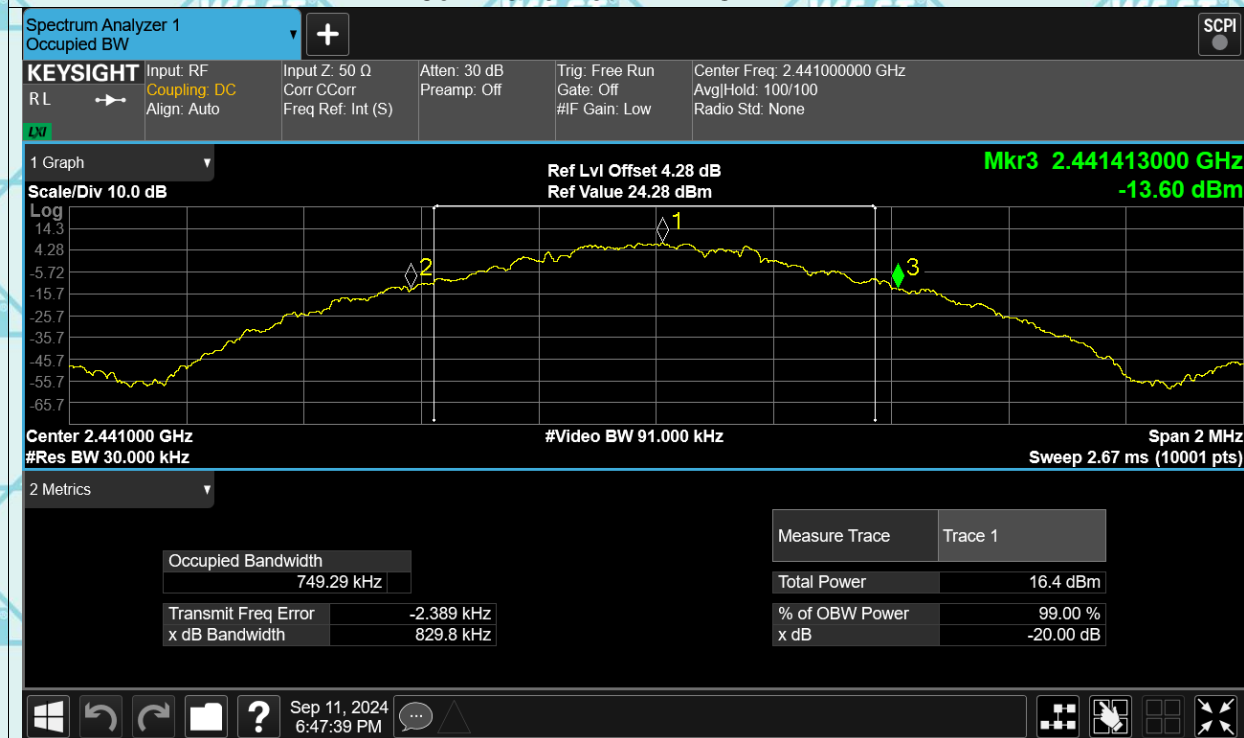 Spectrum Analyzer 1
Occupied BW
+
SCPI
KEYSIGHT
RL
LXI
Input: RF
Coupling: DC
Align: Auto
Input Z: 50 Ω
Corr CCorr
Freq Ref: Int (S)
Atten: 30 dB
Preamp: Off
Trig: Free Run
Gate: Off
#IF Gain: Low
Center Freq: 2.441000000 GHz
Avg|Hold: 100/100
Radio Std: None
1 Graph
Scale/Div 10.0 dB
Ref Lvl Offset 4.28 dB
Ref Value 24.28 dBm
Mkr3 2.441413000 GHz
-13.60 dBm
Log
14.3
4.28
-5.72
-15.7
-25.7
-35.7
-45.7
-55.7
-65.7
1
2
3
Center 2.441000 GHz
#Video BW 91.000 kHz
Span 2 MHz
#Res BW 30.000 kHz
Sweep 2.67 ms (10001 pts)
2 Metrics
Occupied Bandwidth
749.29 kHz
Transmit Freq Error -2.389 kHz
x dB Bandwidth 829.8 kHz
Measure Trace Trace 1
Total Power 16.4 dBm
% of OBW Power 99.00 %
x dB -20.00 dB
?
Sep 11, 2024
6:47:39 PM